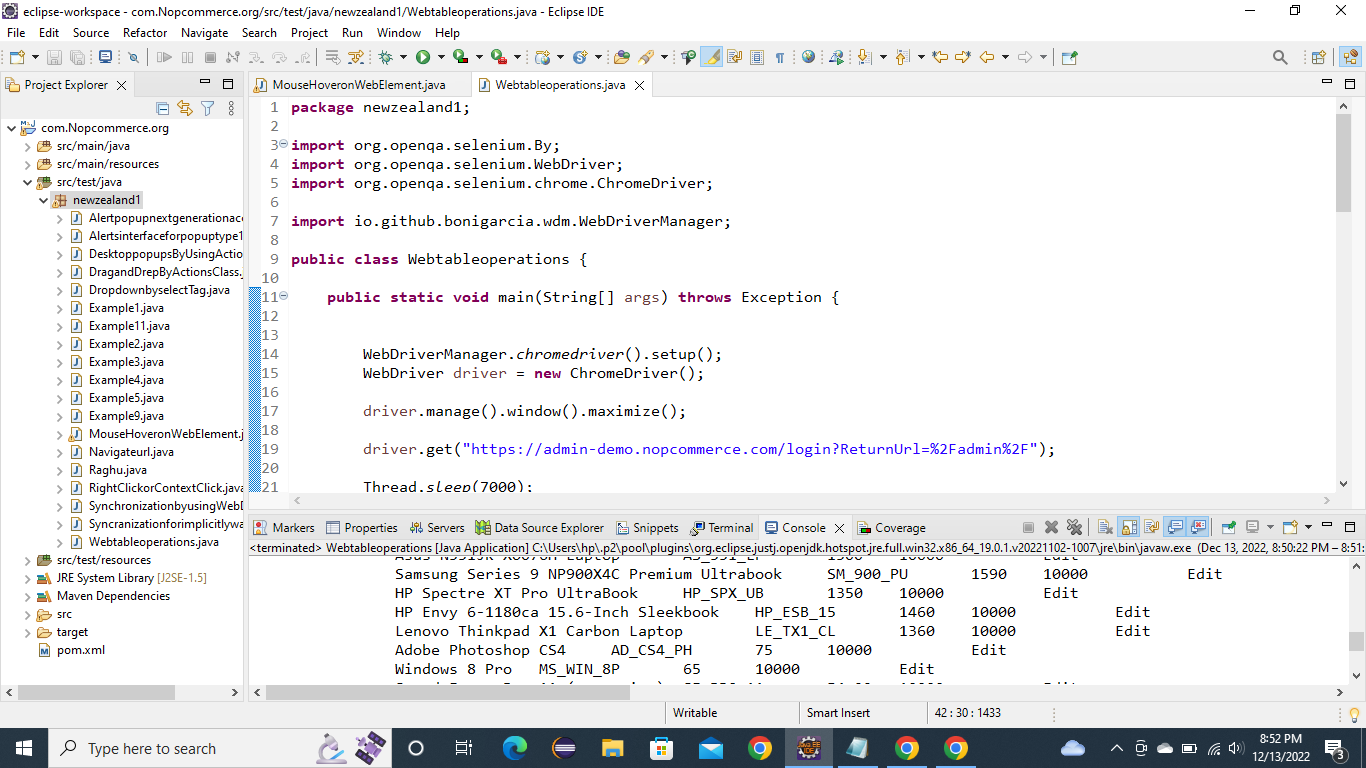 eclipse-workspace - com.Nopcommerce.org/src/test/java/newzealand1/Webtableoperations.java - Eclipse IDE
File Edit Source Refactor Navigate Search Project Run Window Help
Project Explorer
com.Nopcommerce.org
src/main/java
src/main/resources
src/test/java
newzealand1
Alertpopupnextgenerationacc
Alertsinterfaceforpopuptype1
DesktoppopupsByUsingActio
DragandDrepByActionsClass.
DropdownbyselectTag.java
Example1.java
Example11.java
Example2.java
Example3.java
Example4.java
Example5.java
Example9.java
MouseHoveronWebElement.j
Navigateurl.java
Raghu.java
RightClickorContextClick.java
SynchronizationbyusingWebD
Syncranizationforimplicitlywa
Webtableoperations.java
src/test/resources
JRE System Library [J2SE-1.5]
Maven Dependencies
src
target
pom.xml
MouseHoveronWebElement.java Webtableoperations.java
1 package newzealand1;
2
3 import org.openqa.selenium.By;
4 import org.openqa.selenium.WebDriver;
5 import org.openqa.selenium.chrome.ChromeDriver;
6
7 import io.github.bonigarcia.wdm.WebDriverManager;
8
9 public class Webtableoperations {
10
11 public static void main(String[] args) throws Exception {
12
13
14 WebDriverManager.chromedriver().setup();
15 WebDriver driver = new ChromeDriver();
16
17 driver.manage().window().maximize();
18
19 driver.get("https://admin-demo.nopcommerce.com/login?ReturnUrl=%2Fadmin%2F");
20
21 Thread.sleep(7000);
Markers Properties Servers Data Source Explorer Snippets Terminal Console Coverage
<terminated> Webtableoperations [Java Application] C:\Users\hp\.p2\pool\plugins\org.eclipse.justj.openjdk.hotspot.jre.full.win32.x86_64_19.0.1.v20221102-1007\jre\bin\javaw.exe (Dec 13, 2022, 8:50:22 PM – 8:51:
Samsung Series 9 NP900X4C Premium Ultrabook SM_900_PU 1590 10000 Edit
HP Spectre XT Pro UltraBook HP_SPX_UB 1350 10000 Edit
HP Envy 6-1180ca 15.6-Inch Sleekbook HP_ESB_15 1460 10000 Edit
Lenovo Thinkpad X1 Carbon Laptop LE_TX1_CL 1360 10000 Edit
Adobe Photoshop CS4 AD_CS4_PH 75 10000 Edit
Windows 8 Pro MS_WIN_8P 65 10000 Edit
Writable Smart Insert 42 : 30 : 1433
Type here to search
8:52 PM
12/13/2022
3